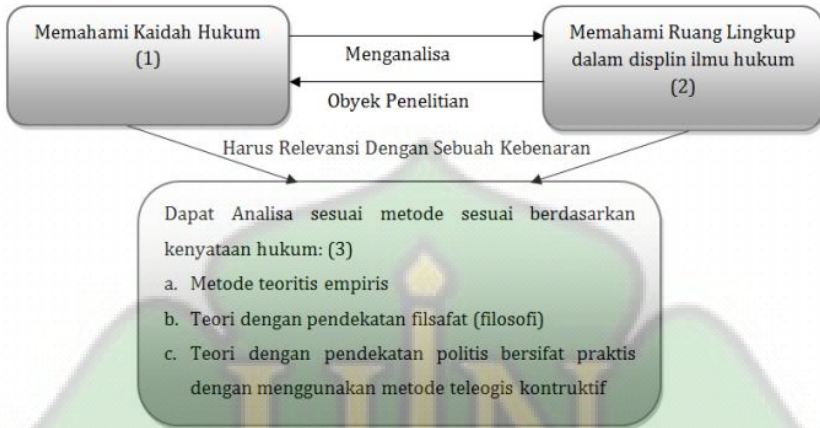 Memahami Kaidah Hukum
(1)
Menganalisa
Obyek Penelitian
Memahami Ruang Lingkup
dalam displin ilmu hukum
(2)
Harus Relevansi Dengan Sebuah Kebenaran
Dapat Analisa sesuai metode sesuai berdasarkan
kenyataan hukum: (3)
a. Metode teoritis empiris
b. Teori dengan pendekatan filsafat (filosofi)
c. Teori dengan pendekatan politis bersifat praktis
dengan menggunakan metode teleogis kontruktif
UIN